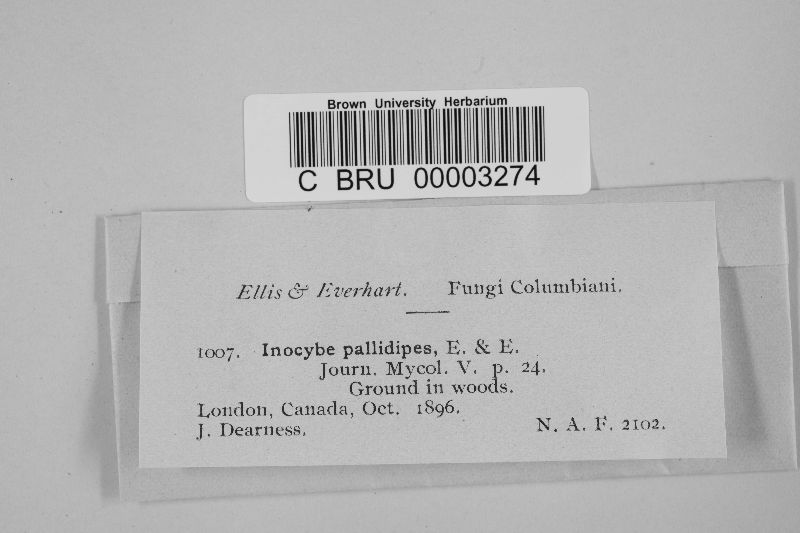 Brown University Herbarium
C BRU 00003274
Ellis & Everhart. Fungi Columbiani.
1007. Inocybe pallidipes, E. & E.
Journ. Mycol. V. p. 24.
Ground in woods.
London, Canada, Oct. 1896.
J. Dearness. N. A. F. 2102.